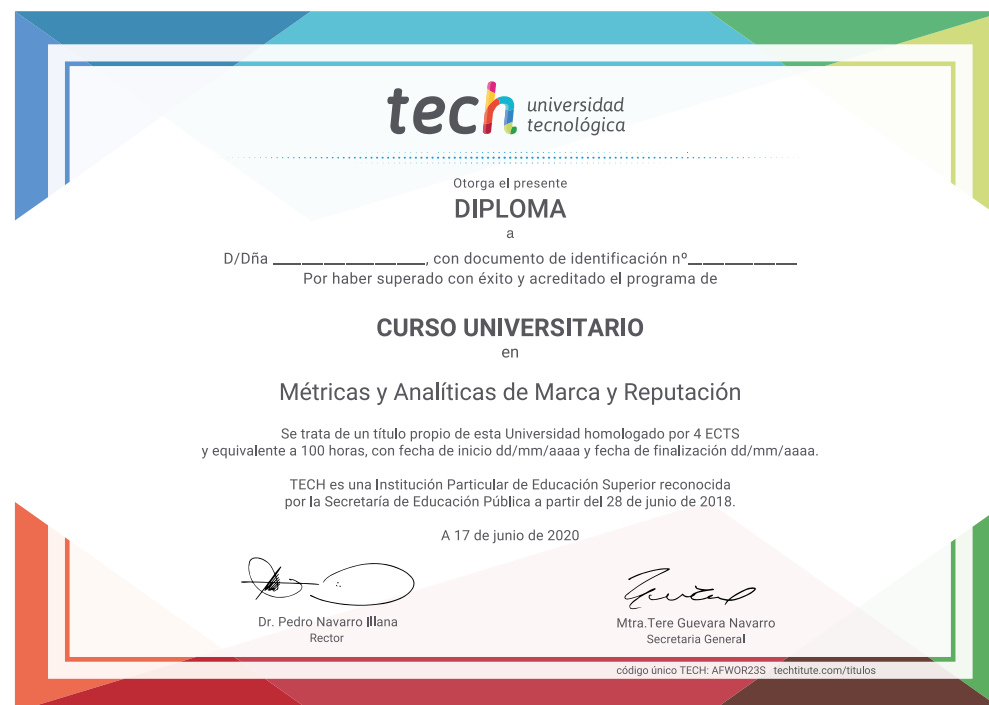 tech universidad
tecnológica
Otorga el presente
DIPLOMA
a
D/Dña ____________________, con documento de identificación nº______________
Por haber superado con éxito y acreditado el programa de
CURSO UNIVERSITARIO
en
Métricas y Analíticas de Marca y Reputación
Se trata de un título propio de esta Universidad homologado por 4 ECTS
y equivalente a 100 horas, con fecha de inicio dd/mm/aaaa y fecha de finalización dd/mm/aaaa.
TECH es una Institución Particular de Educación Superior reconocida
por la Secretaría de Educación Pública a partir del 28 de junio de 2018.
A 17 de junio de 2020
Dr. Pedro Navarro Illana
Rector
Mtra.Tere Guevara Navarro
Secretaria General
código único TECH: AFWOR23S techtitute.com/titulos